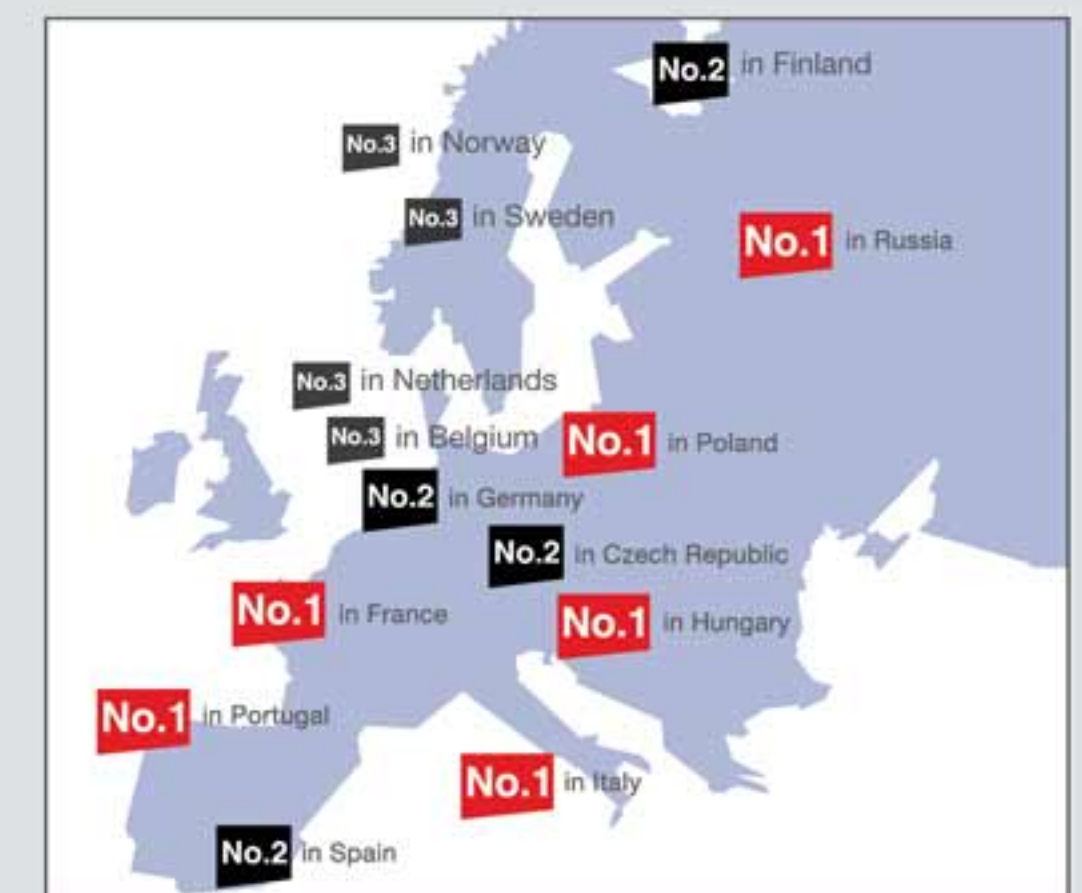 No.2 in Finland
No.3 in Norway
No.3 in Sweden
No.1 in Russia
No.3 in Netherlands
No.3 in Belgium
No.1 in Poland
No.2 in Germany
No.2 in Czech Republic
No.1 in France
No.1 in Hungary
No.1 in Portugal
No.1 in Italy
No.2 in Spain